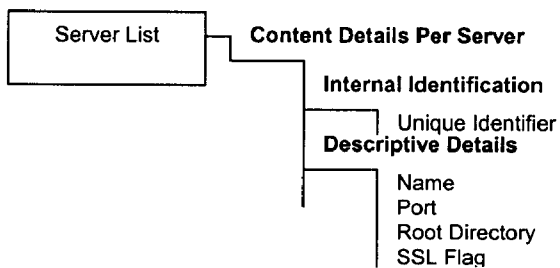 Server List
Content Details Per Server
Internal Identification
Unique Identifier
Descriptive Details
Name
Port
Root Directory
SSL Flag